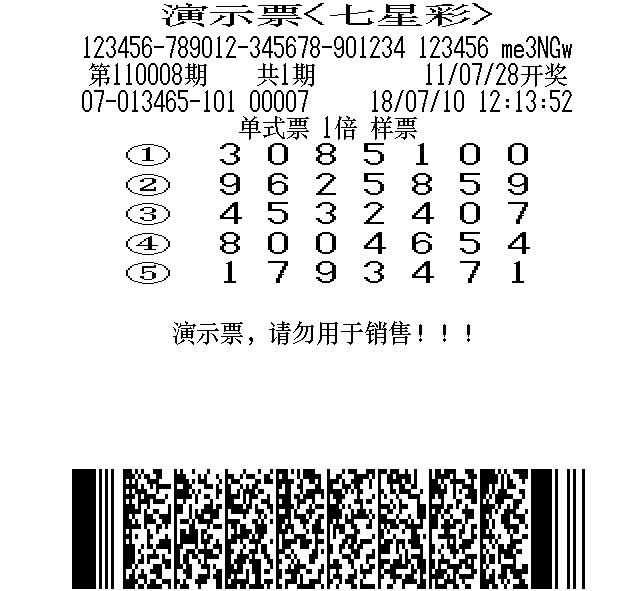 演示票<七星彩>
123456-789012-345678-901234 123456 me3NGw
第110008期 共1期 11/07/28开奖
07-013465-101 00007 18/07/10 12:13:52
单式票 1倍 样票
① 3 0 8 5 1 0 0
② 9 6 2 5 8 5 9
③ 4 5 3 2 4 0 7
④ 8 0 0 4 6 5 4
⑤ 1 7 9 3 4 7 1
演示票，请勿用于销售！！！